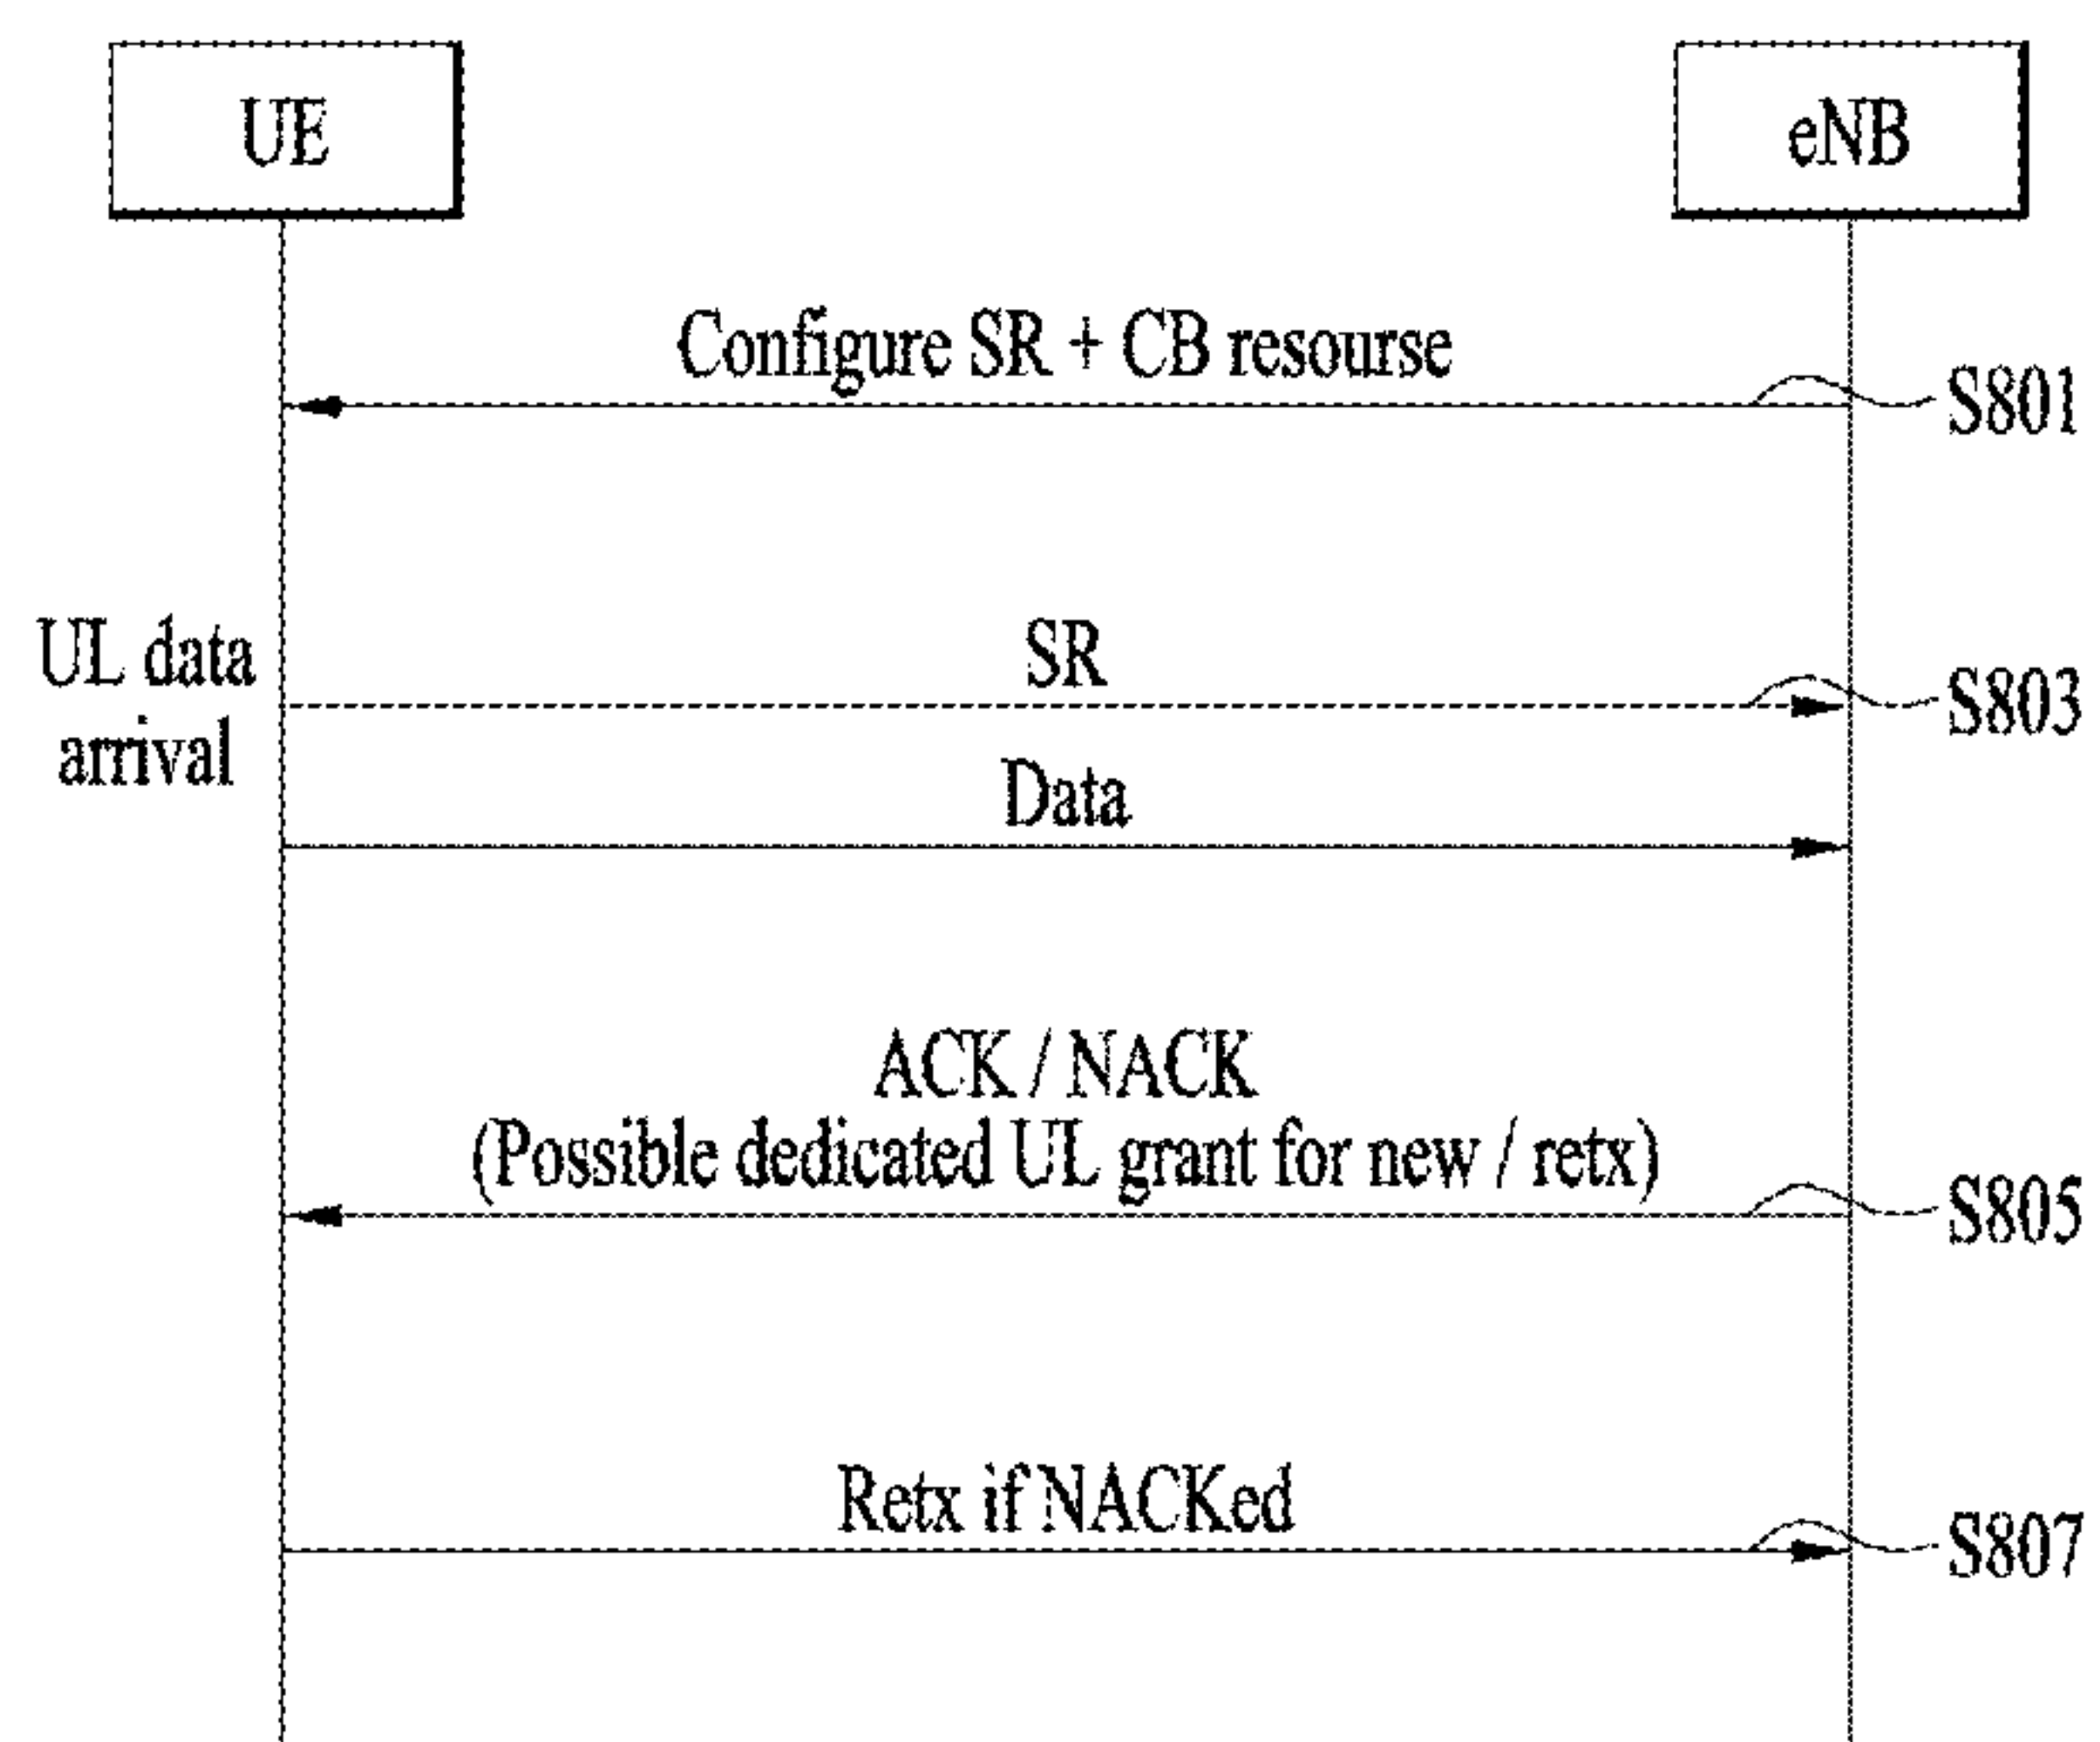 UE
eNB
Configure SR + CB resourse
S801
UL data
arrival
SR
S803
Data
ACK / NACK
(Possible dedicated UL grant for new / retx)
S805
Retx if NACKed
S807